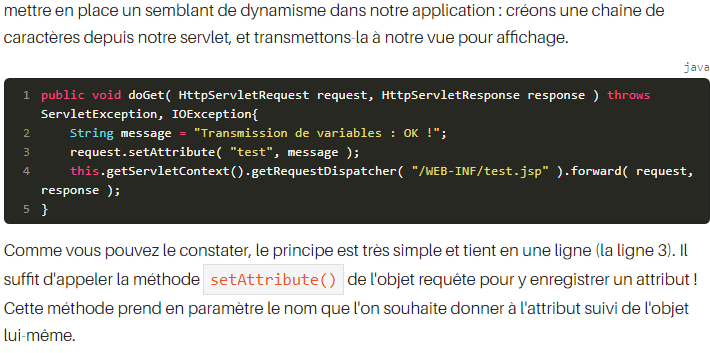 mettre en place un semblant de dynamisme dans notre application : créons une chaîne de
caractères depuis notre servlet, et transmettons-la à notre vue pour affichage.
java
1 public void doGet( HttpServletRequest request, HttpServletResponse response ) throws
ServletException, IOException{
2 String message = "Transmission de variables : OK !";
3 request.setAttribute( "test", message );
4 this.getServletContext().getRequestDispatcher( "/WEB-INF/test.jsp" ).forward( request,
response );
5 }
Comme vous pouvez le constater, le principe est très simple et tient en une ligne (la ligne 3). Il
suffit d'appeler la méthode setAttribute() de l'objet requête pour y enregistrer un attribut !
Cette méthode prend en paramètre le nom que l'on souhaite donner à l'attribut suivi de l'objet
lui-même.